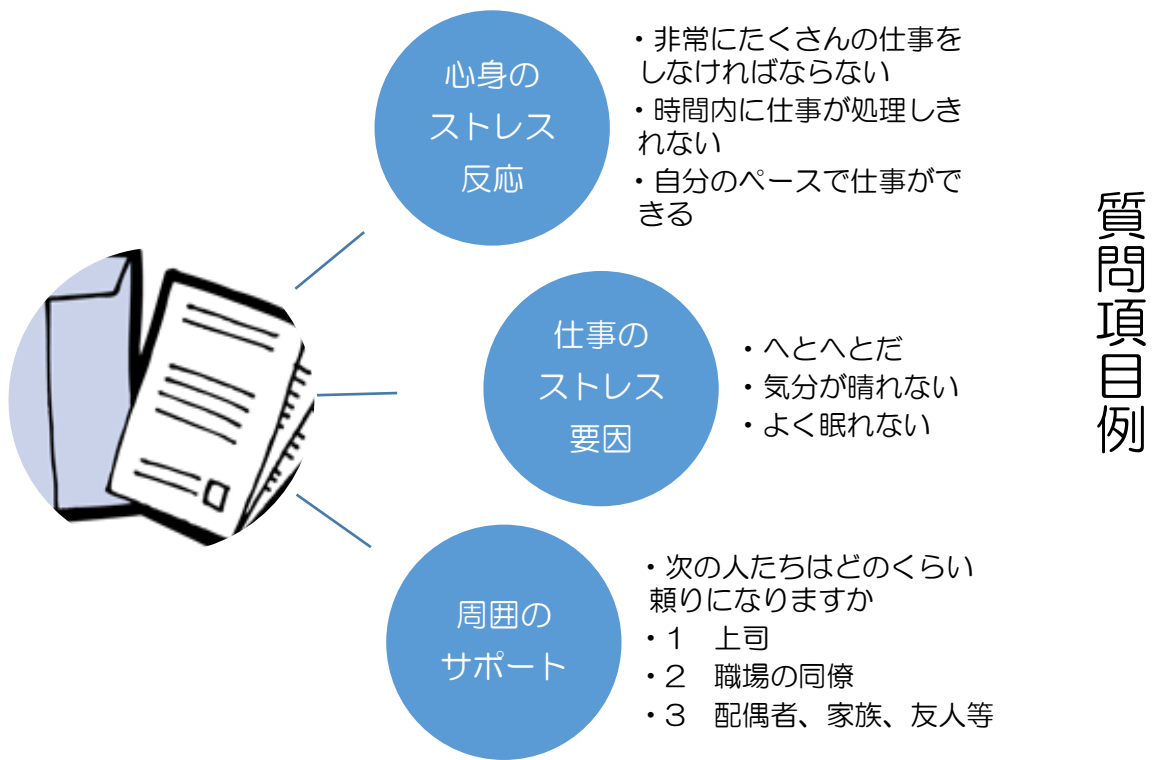 心身の
ストレス
反応
・非常にたくさんの仕事を
しなければならない
・時間内に仕事が処理しき
れない
・自分のペースで仕事がで
きる
仕事の
ストレス
要因
・へとへとだ
・気分が晴れない
・よく眠れない
周囲の
サポート
・次の人たちはどのくらい
頼りになりますか
・1　上司
・2　職場の同僚
・3　配偶者、家族、友人等
質問項目例